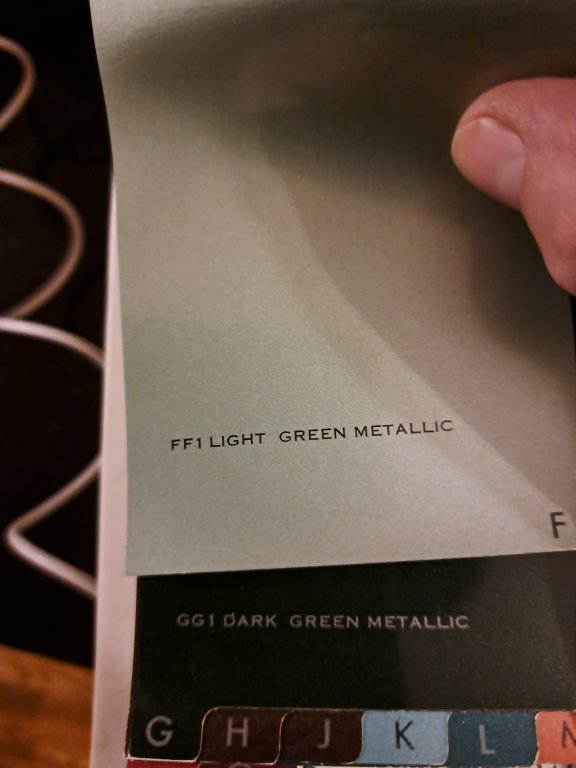 FF1 LIGHT GREEN METALLIC
F
GG1 DARK GREEN METALLIC
G H J K L